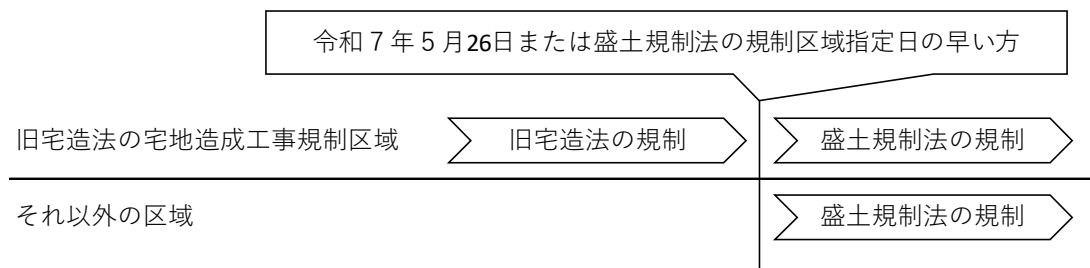 令和７年５月26日または盛土規制法の規制区域指定日の早い方
旧宅造法の宅地造成工事規制区域
旧宅造法の規制
盛土規制法の規制
それ以外の区域
盛土規制法の規制